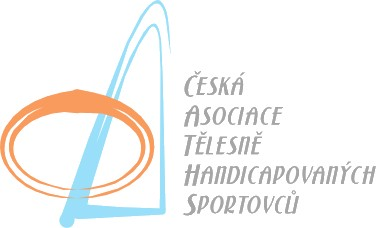 Česká
Asociace
Tělesně
Handicapovaných
Sportovců